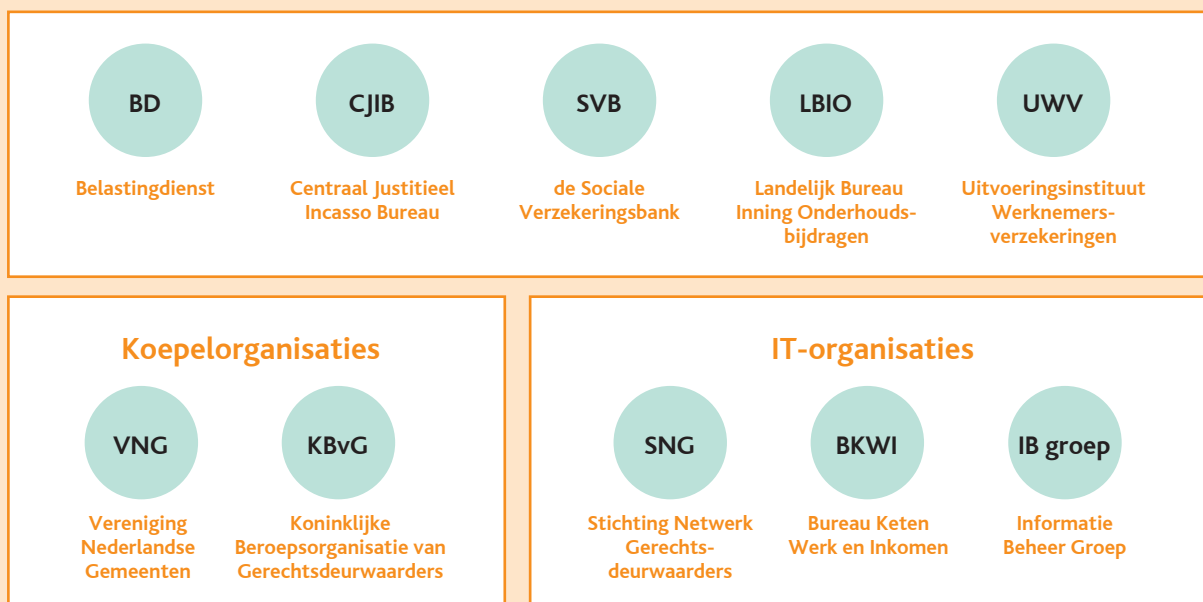 BD
CJIB
SVB
LBIO
UWV
Belastingdienst
Centraal Justitieel
Incasso Bureau
de Sociale
Verzekeringsbank
Landelijk Bureau
Inning Onderhouds-
bijdragen
Uitvoeringsinstituut
Werknemers-
verzekeringen
Koepelorganisaties
VNG
KBvG
Vereniging
Nederlandse
Gemeenten
Koninklijke
Beroepsorganisatie van
Gerechtsdeurwaarders
IT-organisaties
SNG
BKWI
IB groep
Stichting Netwerk
Gerechts-
deurwaarders
Bureau Keten
Werk en Inkomen
Informatie
Beheer Groep